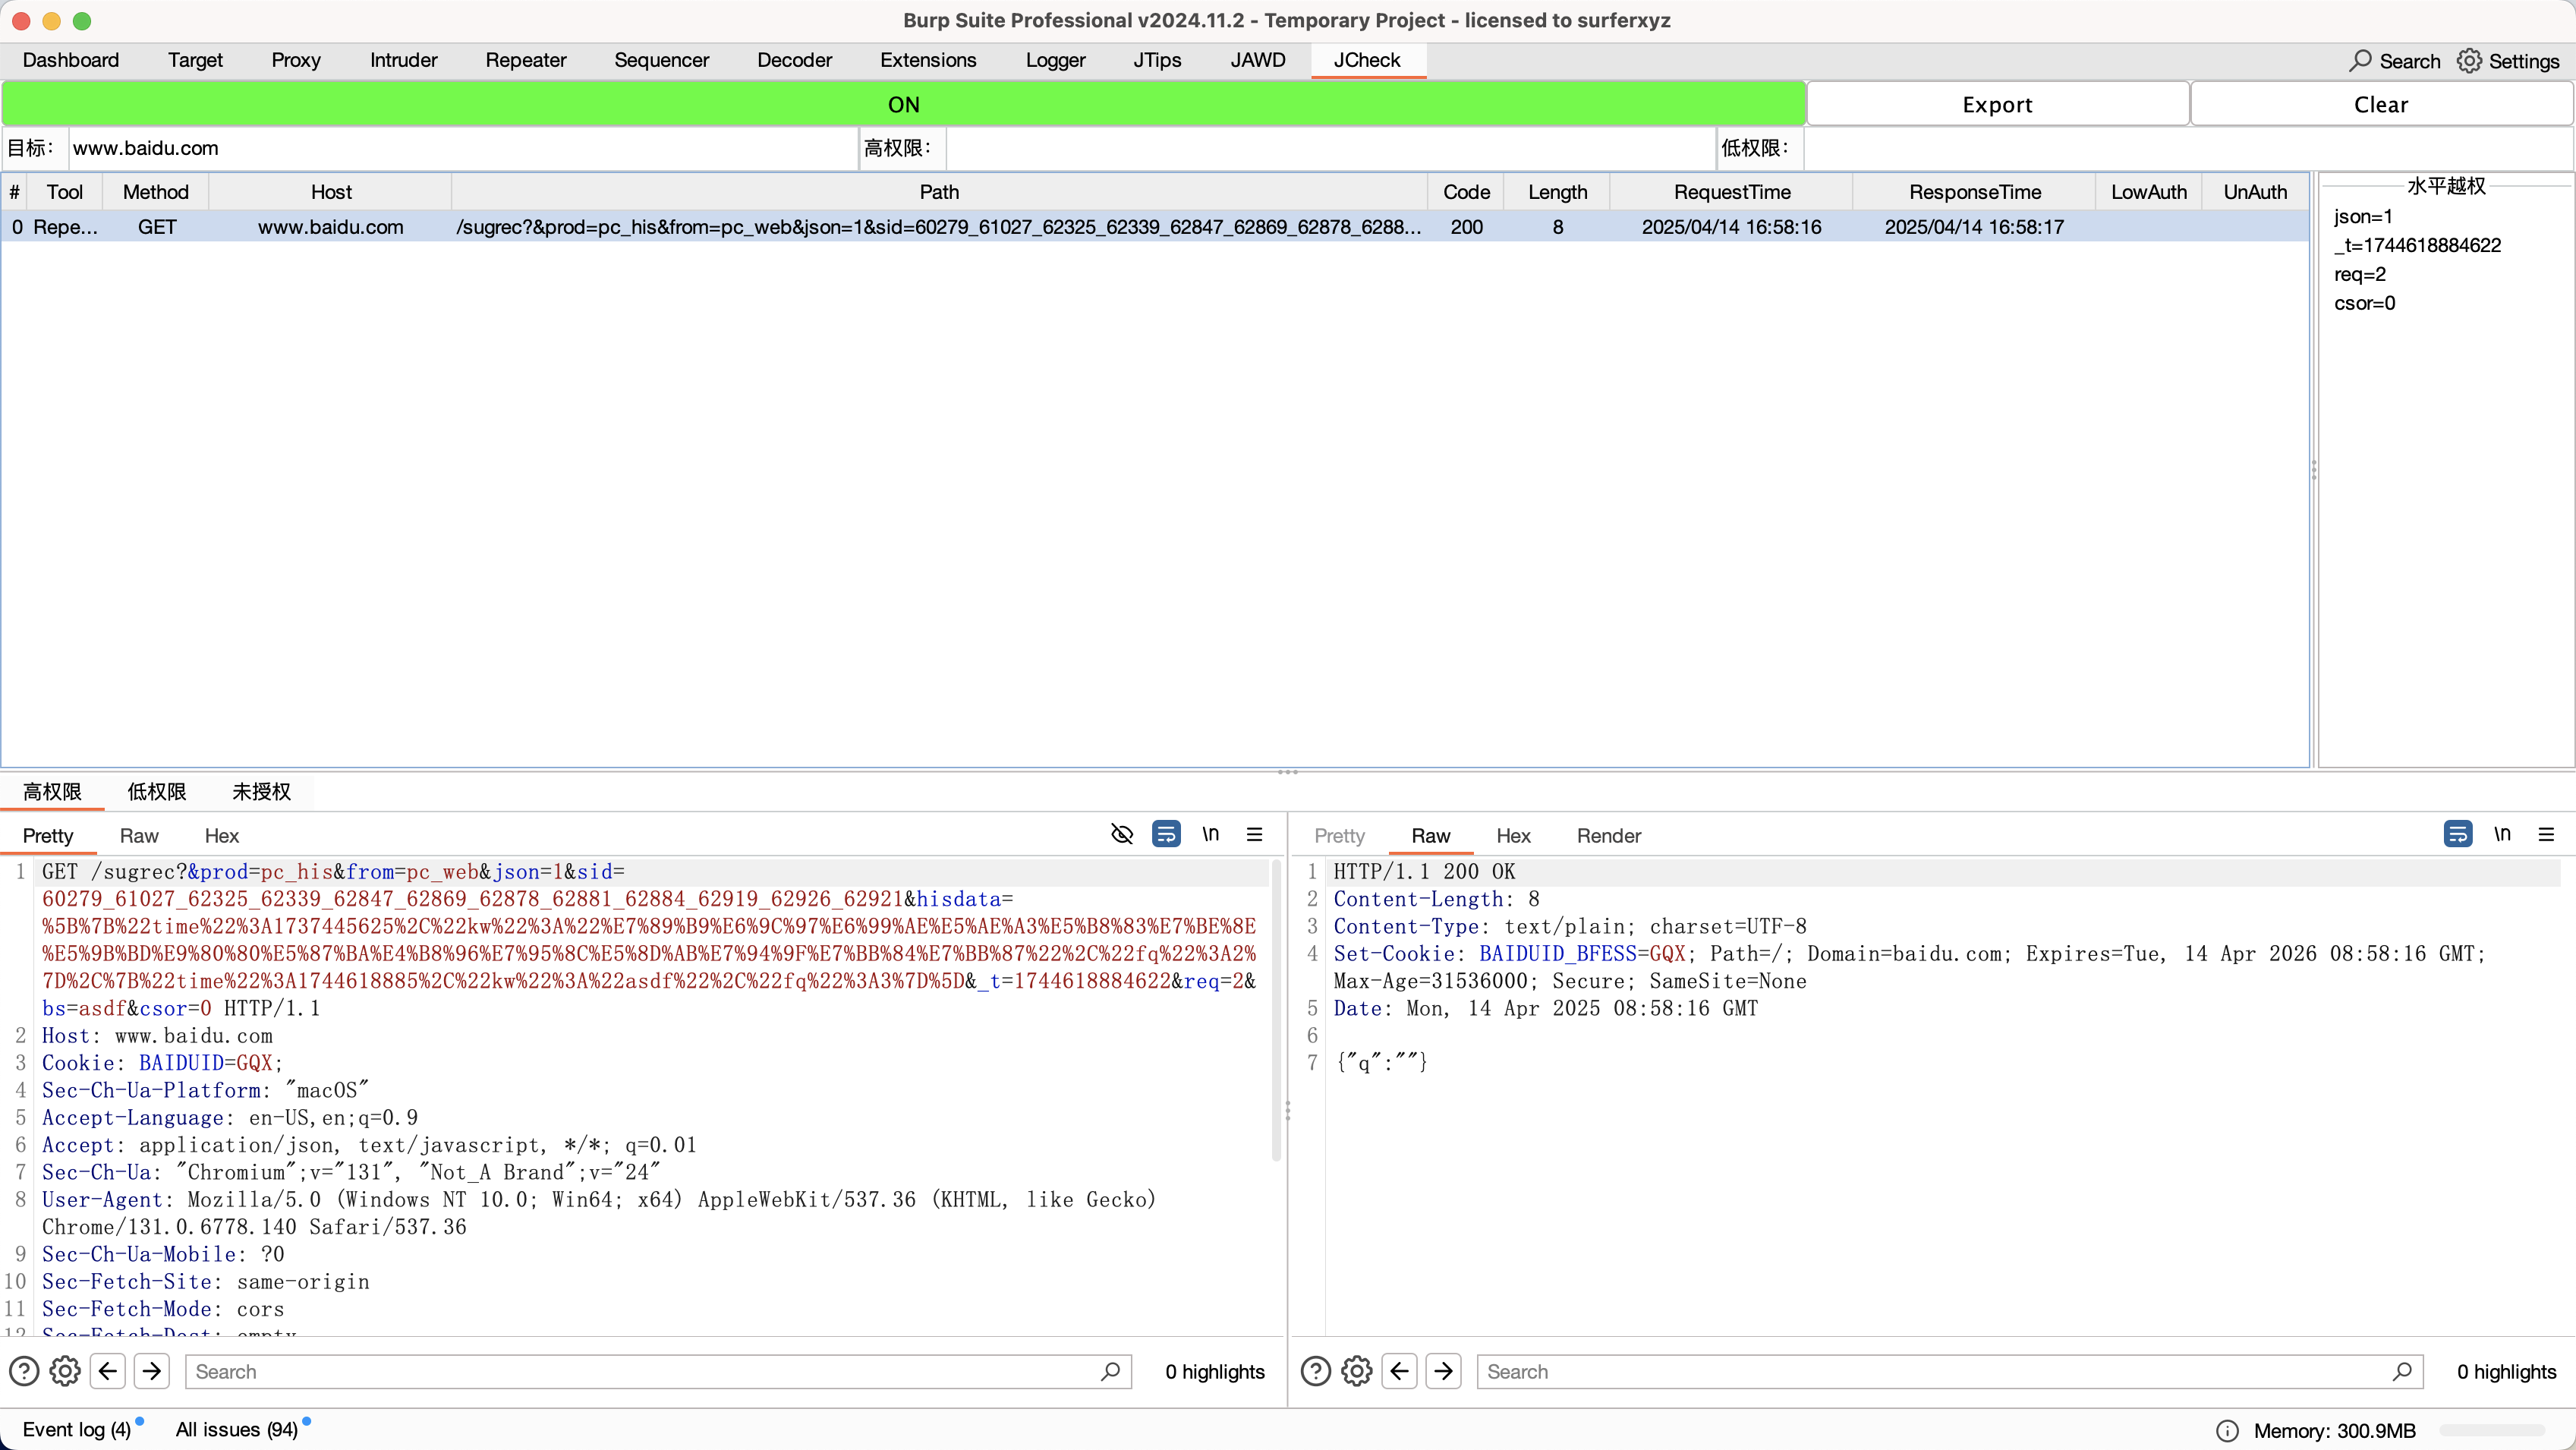 Burp Suite Professional v2024.11.2 - Temporary Project - licensed to surferxyz
Dashboard Target Proxy Intruder Repeater Sequencer Decoder Extensions Logger JTips JAWD JCheck Search Settings
ON Export Clear
目标： www.baidu.com 高权限： 低权限：
# Tool Method Host Path Code Length RequestTime ResponseTime LowAuth UnAuth
0 Repe... GET www.baidu.com /sugrec?&prod=pc_his&from=pc_web&json=1&sid=60279_61027_62325_62339_62847_62869_62878_6288... 200 8 2025/04/14 16:58:16 2025/04/14 16:58:17
水平越权
json=1
_t=1744618884622
req=2
csor=0
高权限 低权限 未授权
Pretty Raw Hex \n
1 GET /sugrec?&prod=pc_his&from=pc_web&json=1&sid=
60279_61027_62325_62339_62847_62869_62878_62881_62884_62919_62926_62921&hisdata=
%5B%7B%22time%22%3A1737445625%2C%22kw%22%3A%22%E7%89%B9%E6%9C%97%E6%99%AE%E5%AE%A3%E5%B8%83%E7%BE%8E
%E5%9B%BD%E9%80%80%E5%87%BA%E4%B8%96%E7%95%8C%E5%8D%AB%E7%94%9F%E7%BB%84%E7%BB%87%22%2C%22fq%22%3A2%
7D%2C%7B%22time%22%3A1744618885%2C%22kw%22%3A%22asdf%22%2C%22fq%22%3A3%7D%5D&_t=1744618884622&req=2&
bs=asdf&csor=0 HTTP/1.1
2 Host: www.baidu.com
3 Cookie: BAIDUID=GQX;
4 Sec-Ch-Ua-Platform: "macOS"
5 Accept-Language: en-US,en;q=0.9
6 Accept: application/json, text/javascript, */*; q=0.01
7 Sec-Ch-Ua: "Chromium";v="131", "Not_A Brand";v="24"
8 User-Agent: Mozilla/5.0 (Windows NT 10.0; Win64; x64) AppleWebKit/537.36 (KHTML, like Gecko)
Chrome/131.0.6778.140 Safari/537.36
9 Sec-Ch-Ua-Mobile: ?0
10 Sec-Fetch-Site: same-origin
11 Sec-Fetch-Mode: cors
12 Sec-Fetch-Dest: empty
Search 0 highlights
Pretty Raw Hex Render \n
1 HTTP/1.1 200 OK
2 Content-Length: 8
3 Content-Type: text/plain; charset=UTF-8
4 Set-Cookie: BAIDUID_BFESS=GQX; Path=/; Domain=baidu.com; Expires=Tue, 14 Apr 2026 08:58:16 GMT;
Max-Age=31536000; Secure; SameSite=None
5 Date: Mon, 14 Apr 2025 08:58:16 GMT
6
7 {"q":""}
Search 0 highlights
Event log (4) All issues (94) Memory: 300.9MB